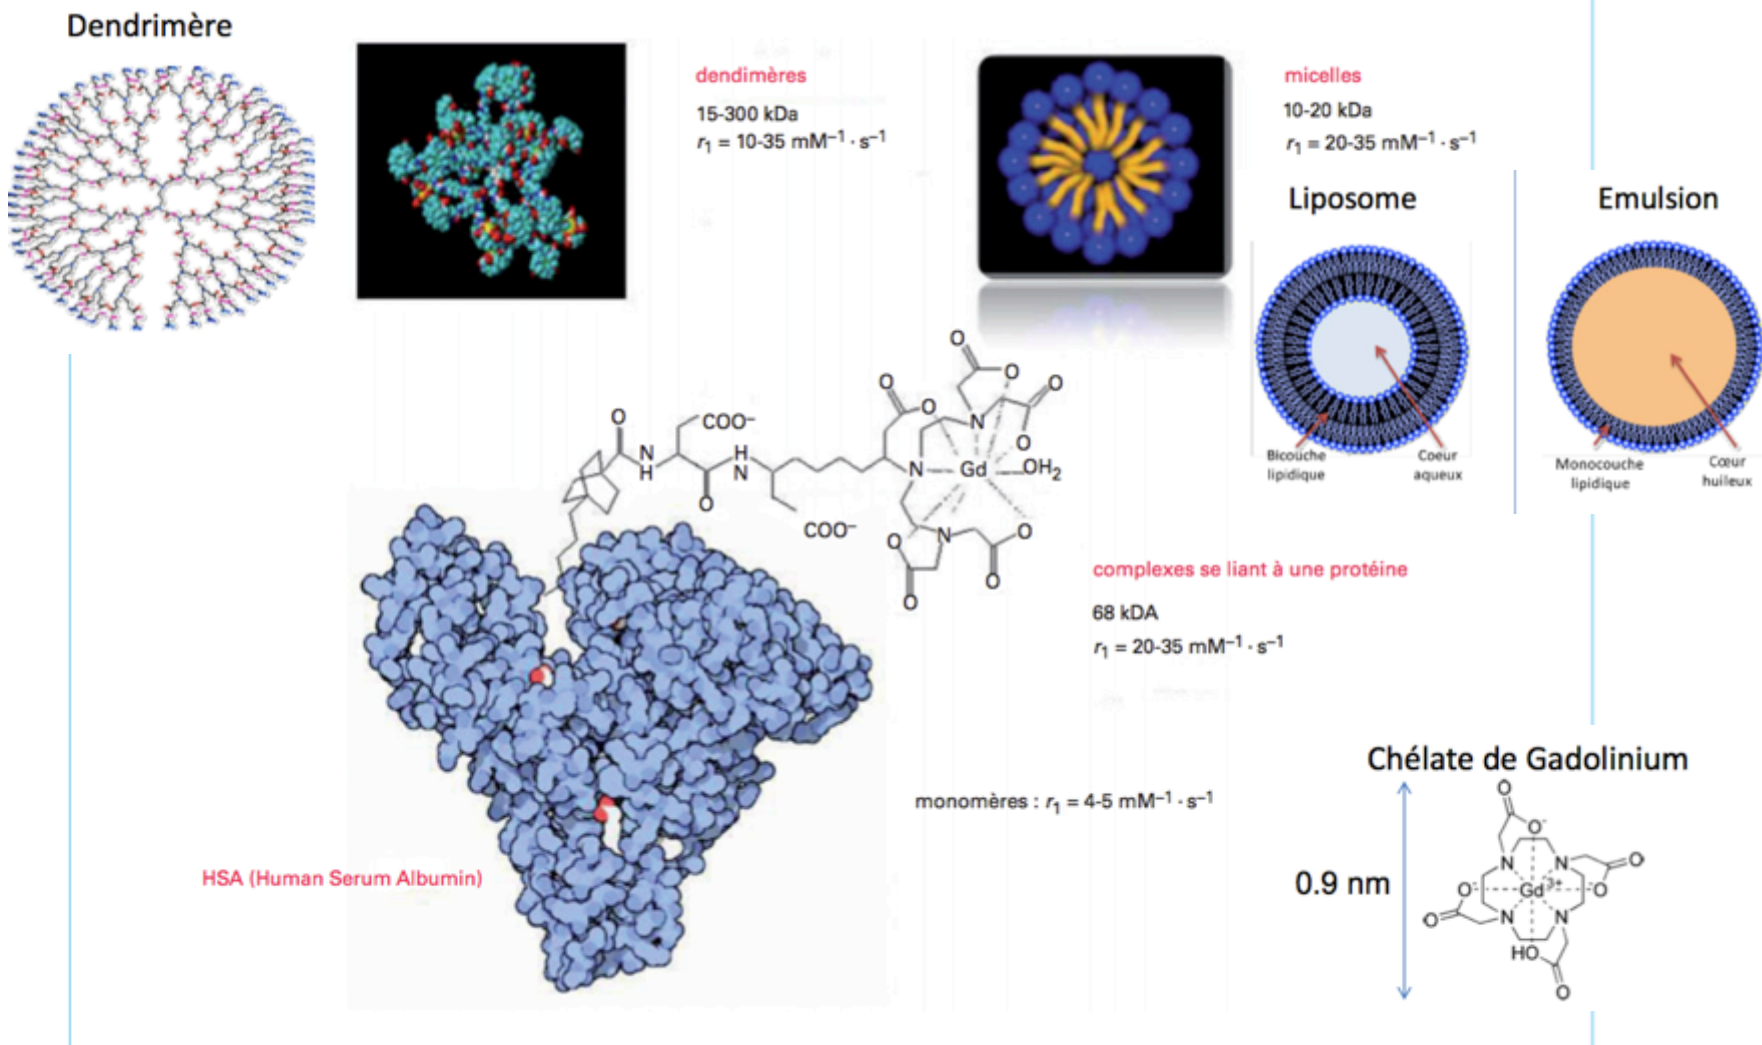 Dendrimère
dendimères
15-300 kDa
r₁ = 10-35 mM⁻¹ · s⁻¹
micelles
10-20 kDa
r₁ = 20-35 mM⁻¹ · s⁻¹
Liposome
Bicouche
lipidique
Coeur
aqueux
Emulsion
Monocouche
lipidique
Cœur
huileux
O
O
O
O
O
O
COO⁻
N
H
H
N
O
COO⁻
N
N
Gd
OH₂
O
O
N
O
O
O
complexes se liant à une protéine
68 kDA
r₁ = 20-35 mM⁻¹ · s⁻¹
monomères : r₁ = 4-5 mM⁻¹ · s⁻¹
HSA (Human Serum Albumin)
Chélate de Gadolinium
0.9 nm
O
O⁻
N
N
O
O⁻
Gd³⁺
O
O
N
N
HO
O